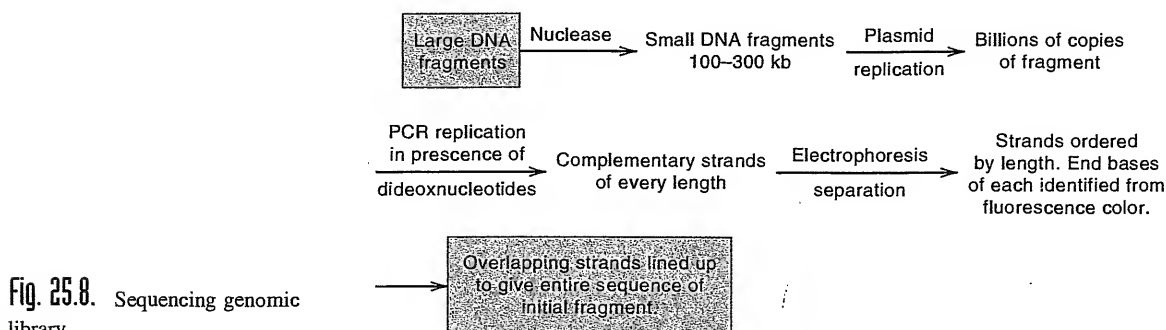 Large DNA
fragments
Nuclease
Small DNA fragments
100–300 kb
Plasmid
replication
Billions of copies
of fragment
PCR replication
in prescence of
dideoxnucleotides
Complementary strands
of every length
Electrophoresis
separation
Strands ordered
by length. End bases
of each identified from
fluorescence color.
Overlapping strands lined up
to give entire sequence of
initial fragment.
Fig. 25.8. Sequencing genomic
library